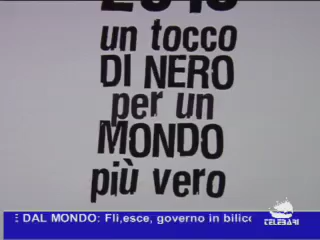 un tocco
DI NERO
per un
MONDO
più vero
E DAL MONDO: Fli,esce, governo in bilico
TELEBARI